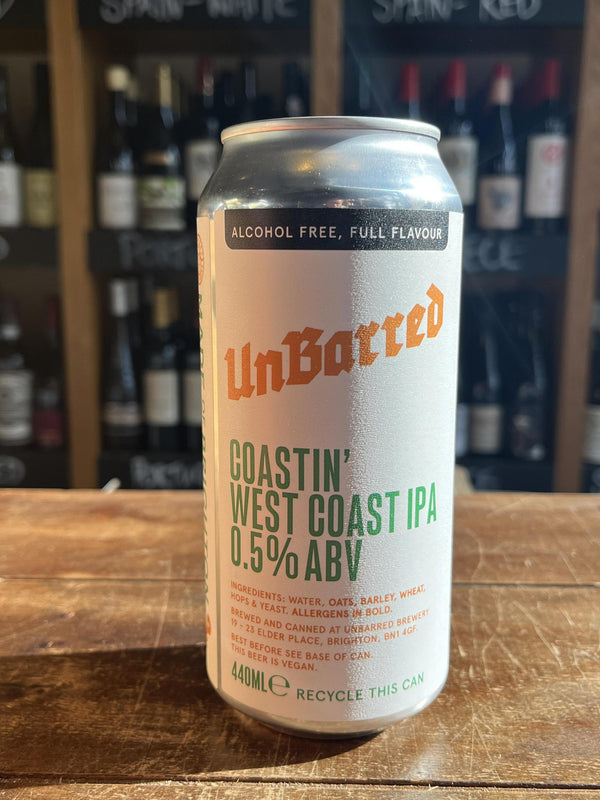 SPAIN-WHITE
SPAIN-RED
ALCOHOL FREE, FULL FLAVOUR
UnBarred
COASTIN'
WEST COAST IPA
0.5% ABV
INGREDIENTS: WATER, OATS, BARLEY, WHEAT,
HOPS & YEAST. ALLERGENS IN BOLD.
BREWED AND CANNED AT UNBARRED BREWERY.
19 - 23 ELDER PLACE, BRIGHTON, BN1 4GF.
BEST BEFORE SEE BASE OF CAN.
THIS BEER IS VEGAN.
440ML ℮ RECYCLE THIS CAN